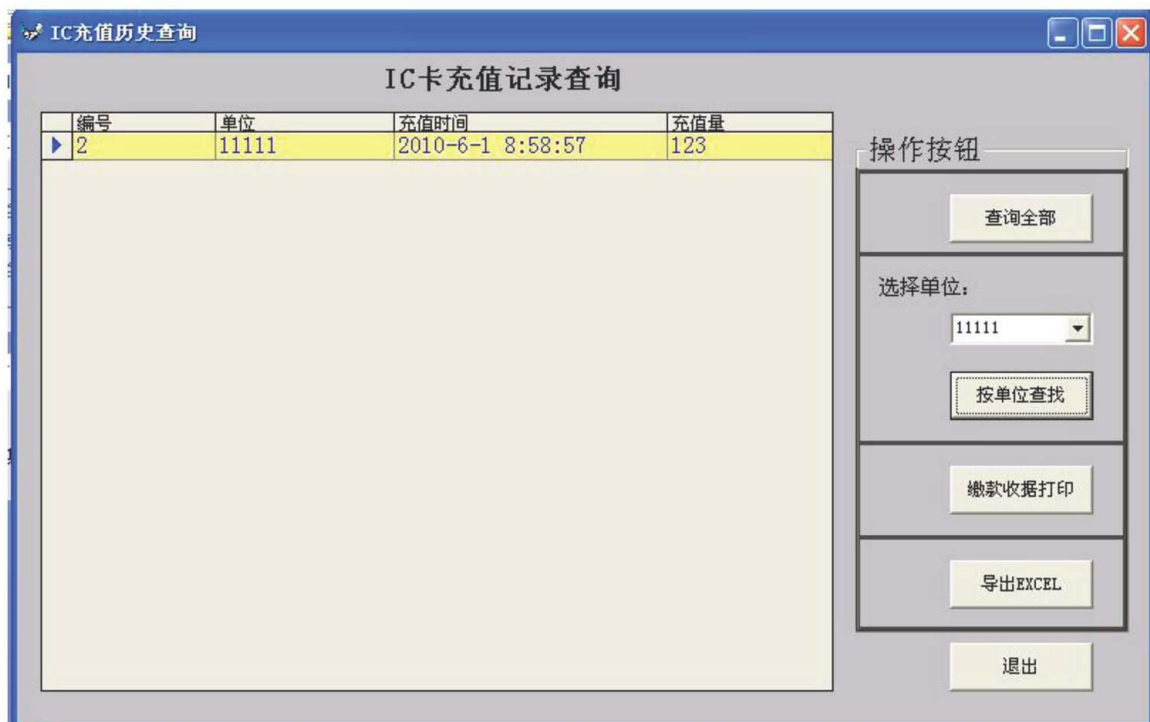 IC充值历史查询
IC卡充值记录查询
编号 单位 充值时间 充值量
2 11111 2010-6-1 8:58:57 123
操作按钮
查询全部
选择单位:
11111
按单位查找
缴款收据打印
导出EXCEL
退出